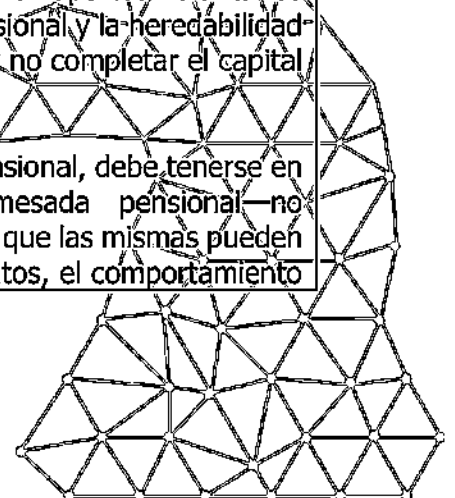 sional y la heredabilidad
no completar el capital
nsional, debe tenerse en
mesada pensional—no
que las mismas pueden
tos, el comportamiento